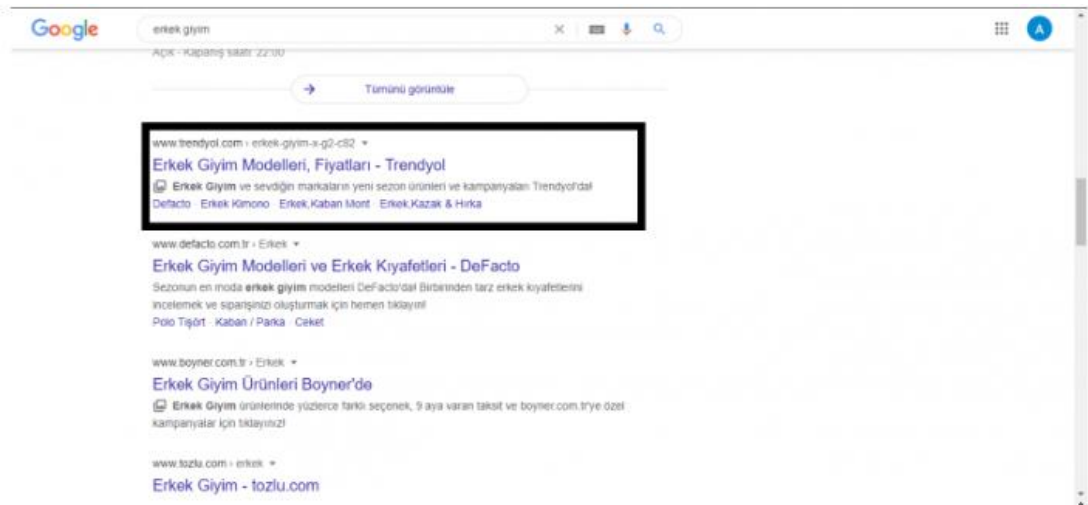 Google
erkek giyim
A
Açık - Kapanış saati: 22:00
Tümünü görüntüle
www.trendyol.com › erkek-giyim-x-g2-c82
Erkek Giyim Modelleri, Fiyatları - Trendyol
Erkek Giyim ve sevdiğin markaların yeni sezon ürünleri ve kampanyaları Trendyol'da!
Defacto · Erkek Kimono · Erkek,Kaban Mont · Erkek,Kazak & Hırka
www.defacto.com.tr › Erkek
Erkek Giyim Modelleri ve Erkek Kıyafetleri - DeFacto
Sezonun en moda erkek giyim modelleri DeFacto'da! Birbirinden tarz erkek kıyafetlerini
incelemek ve siparişinizi oluşturmak için hemen tıklayın!
Polo Tişört · Kaban / Parka · Ceket
www.boyner.com.tr › Erkek
Erkek Giyim Ürünleri Boyner'de
Erkek Giyim ürünlerinde yüzlerce farklı seçenek, 9 aya varan taksit ve boyner.com.tr'ye özel
kampanyalar için tıklayınız!
www.tozlu.com › erkek
Erkek Giyim - tozlu.com